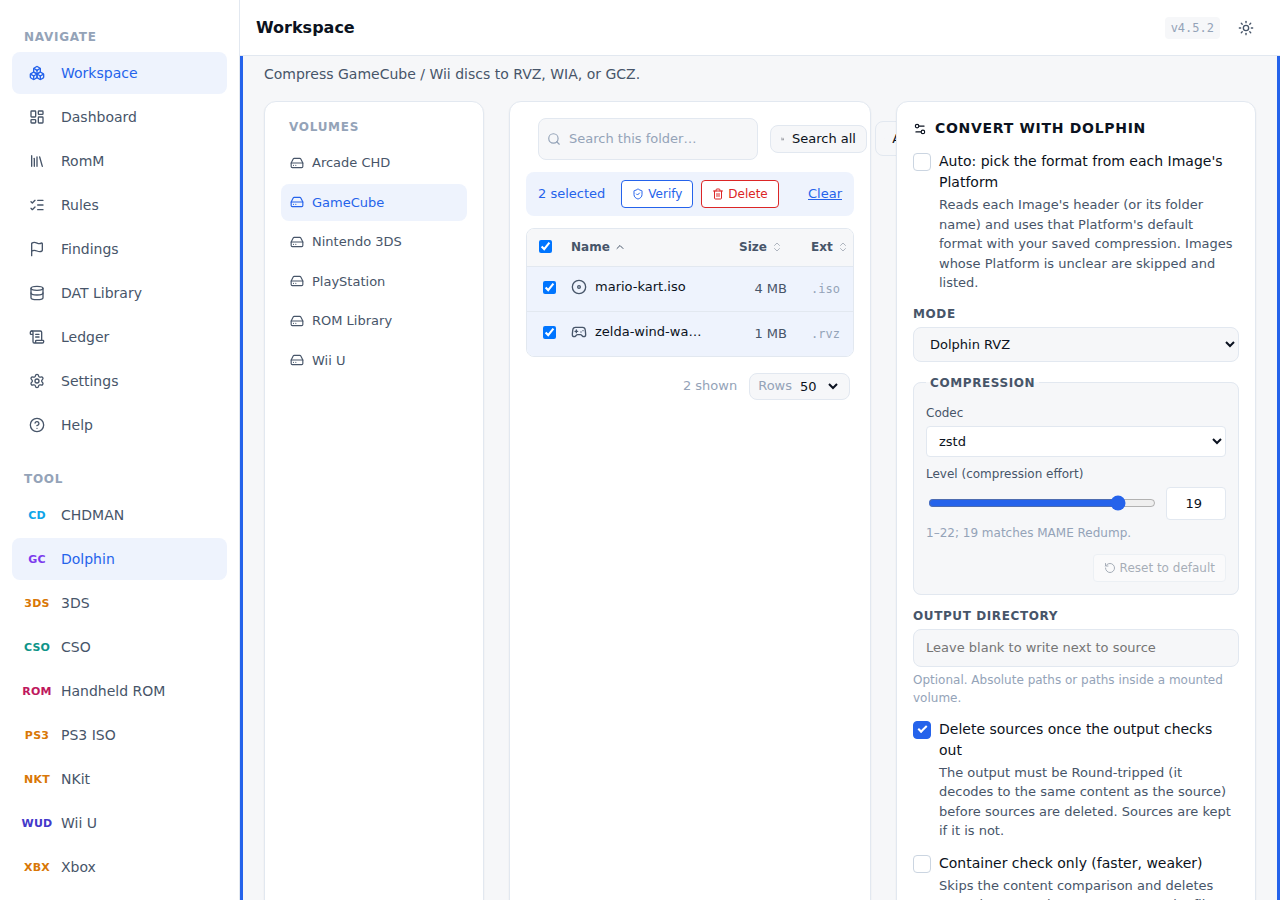 NAVIGATE
Workspace
Dashboard
RomM
Rules
Findings
DAT Library
Ledger
Settings
Help
TOOL
CD CHDMAN
GC Dolphin
3DS 3DS
CSO CSO
ROM Handheld ROM
PS3 PS3 ISO
NKT NKit
WUD Wii U
XBX Xbox
Workspace
v4.5.2
Compress GameCube / Wii discs to RVZ, WIA, or GCZ.
VOLUMES
Arcade CHD
GameCube
Nintendo 3DS
PlayStation
ROM Library
Wii U
Search this folder…
Search all
2 selected
Verify
Delete
Clear
Name Size Ext
mario-kart.iso 4 MB .iso
zelda-wind-wa… 1 MB .rvz
2 shown
Rows 50
CONVERT WITH DOLPHIN
Auto: pick the format from each Image's
Platform
Reads each Image's header (or its folder
name) and uses that Platform's default
format with your saved compression. Images
whose Platform is unclear are skipped and
listed.
MODE
Dolphin RVZ
COMPRESSION
Codec
zstd
Level (compression effort)
19
1–22; 19 matches MAME Redump.
Reset to default
OUTPUT DIRECTORY
Leave blank to write next to source
Optional. Absolute paths or paths inside a mounted
volume.
Delete sources once the output checks
out
The output must be Round-tripped (it
decodes to the same content as the source)
before sources are deleted. Sources are kept
if it is not.
Container check only (faster, weaker)
Skips the content comparison and deletes